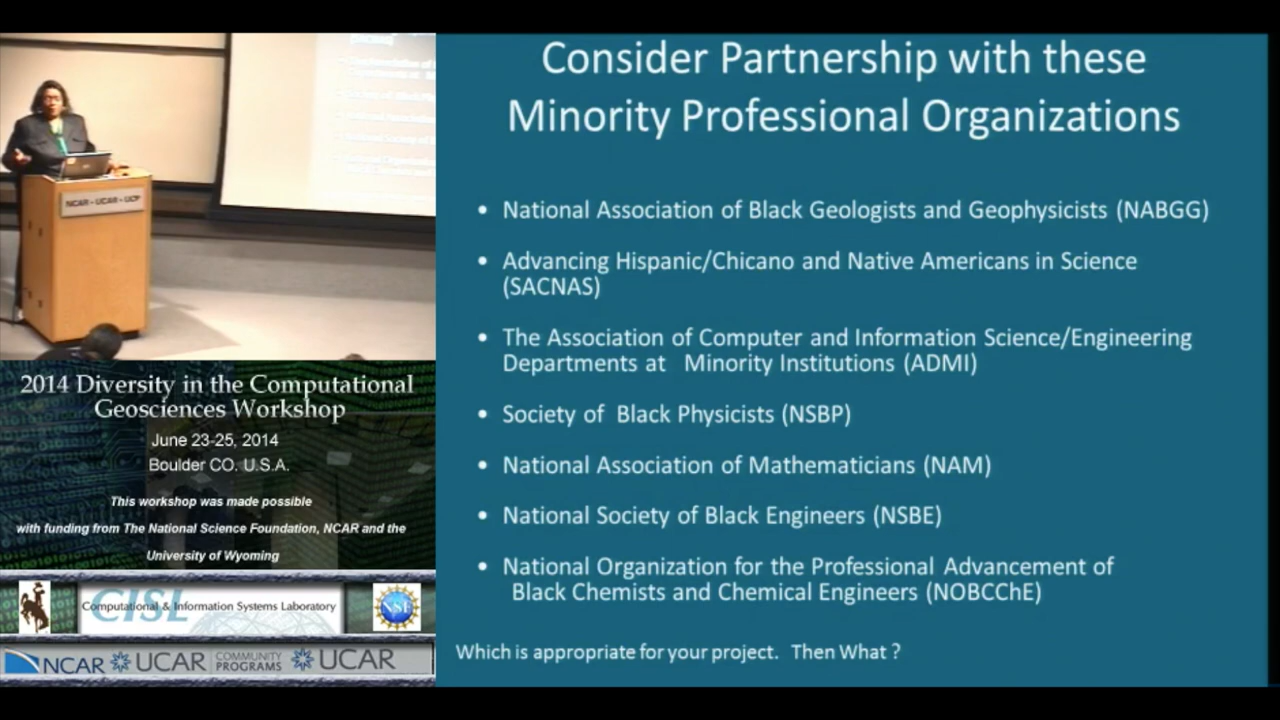 Consider Partnership with these
Minority Professional Organizations
• National Association of Black Geologists and Geophysicists (NABGG)
• Advancing Hispanic/Chicano and Native Americans in Science
(SACNAS)
• The Association of Computer and Information Science/Engineering
Departments at Minority Institutions (ADMI)
• Society of Black Physicists (NSBP)
• National Association of Mathematicians (NAM)
• National Society of Black Engineers (NSBE)
• National Organization for the Professional Advancement of
Black Chemists and Chemical Engineers (NOBCChE)
Which is appropriate for your project. Then What ?
NCAR • UCAR • UCP
2014 Diversity in the Computational
Geosciences Workshop
June 23-25, 2014
Boulder CO. U.S.A.
This workshop was made possible
with funding from The National Science Foundation, NCAR and the
University of Wyoming
CISL
Computational & Information Systems Laboratory
NSF
NCAR UCAR COMMUNITY PROGRAMS UCAR